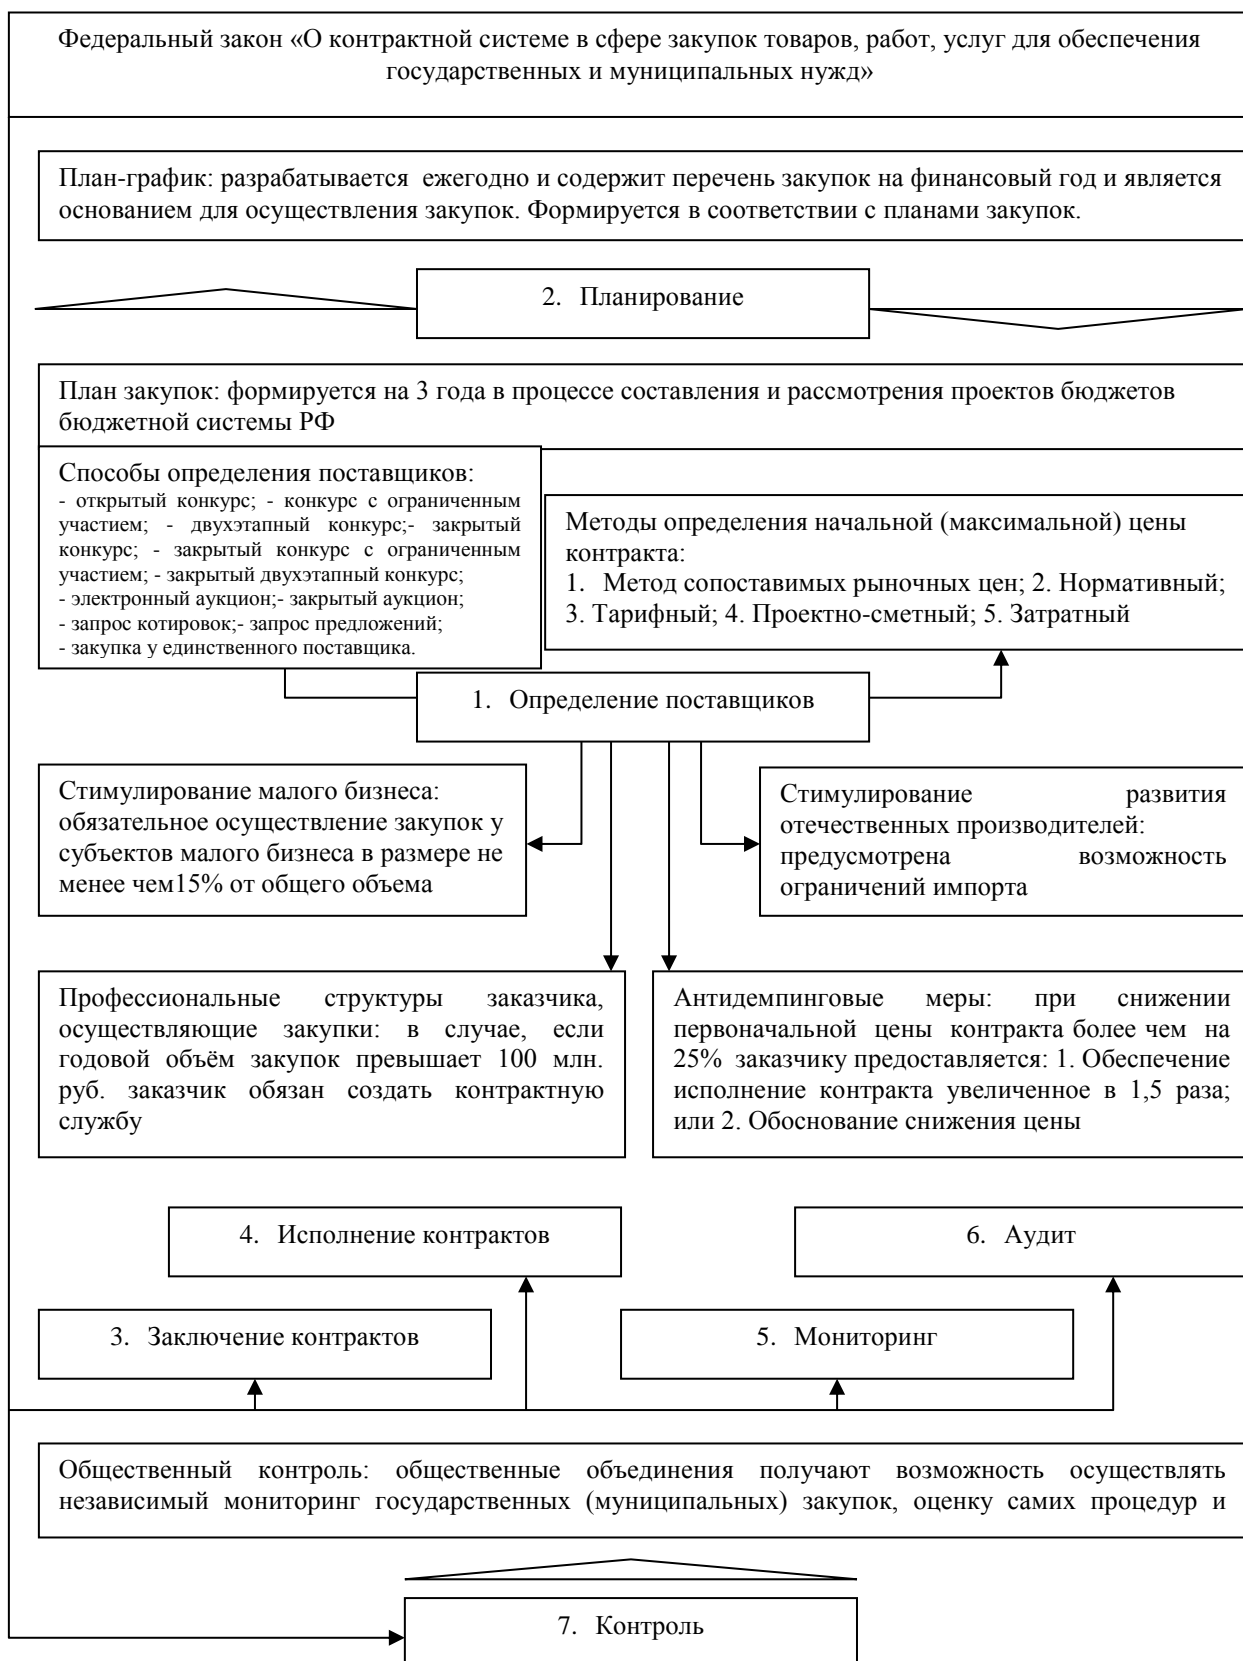 Федеральный закон «О контрактной системе в сфере закупок товаров, работ, услуг для обеспечения
государственных и муниципальных нужд»
План-график: разрабатывается ежегодно и содержит перечень закупок на финансовый год и является
основанием для осуществления закупок. Формируется в соответствии с планами закупок.
2. Планирование
План закупок: формируется на 3 года в процессе составления и рассмотрения проектов бюджетов
бюджетной системы РФ
Способы определения поставщиков:
- открытый конкурс; - конкурс с ограниченным
участием; - двухэтапный конкурс;- закрытый
конкурс; - закрытый конкурс с ограниченным
участием; - закрытый двухэтапный конкурс;
- электронный аукцион;- закрытый аукцион;
- запрос котировок;- запрос предложений;
- закупка у единственного поставщика.
Методы определения начальной (максимальной) цены
контракта:
1. Метод сопоставимых рыночных цен; 2. Нормативный;
3. Тарифный; 4. Проектно-сметный; 5. Затратный
1. Определение поставщиков
Стимулирование малого бизнеса:
обязательное осуществление закупок у
субъектов малого бизнеса в размере не
менее чем15% от общего объема
Стимулирование развития
отечественных производителей:
предусмотрена возможность
ограничений импорта
Профессиональные структуры заказчика,
осуществляющие закупки: в случае, если
годовой объём закупок превышает 100 млн.
руб. заказчик обязан создать контрактную
службу
Антидемпинговые меры: при снижении
первоначальной цены контракта более чем на
25% заказчику предоставляется: 1. Обеспечение
исполнение контракта увеличенное в 1,5 раза;
или 2. Обоснование снижения цены
4. Исполнение контрактов
6. Аудит
3. Заключение контрактов
5. Мониторинг
Общественный контроль: общественные объединения получают возможность осуществлять
независимый мониторинг государственных (муниципальных) закупок, оценку самих процедур и
7. Контроль